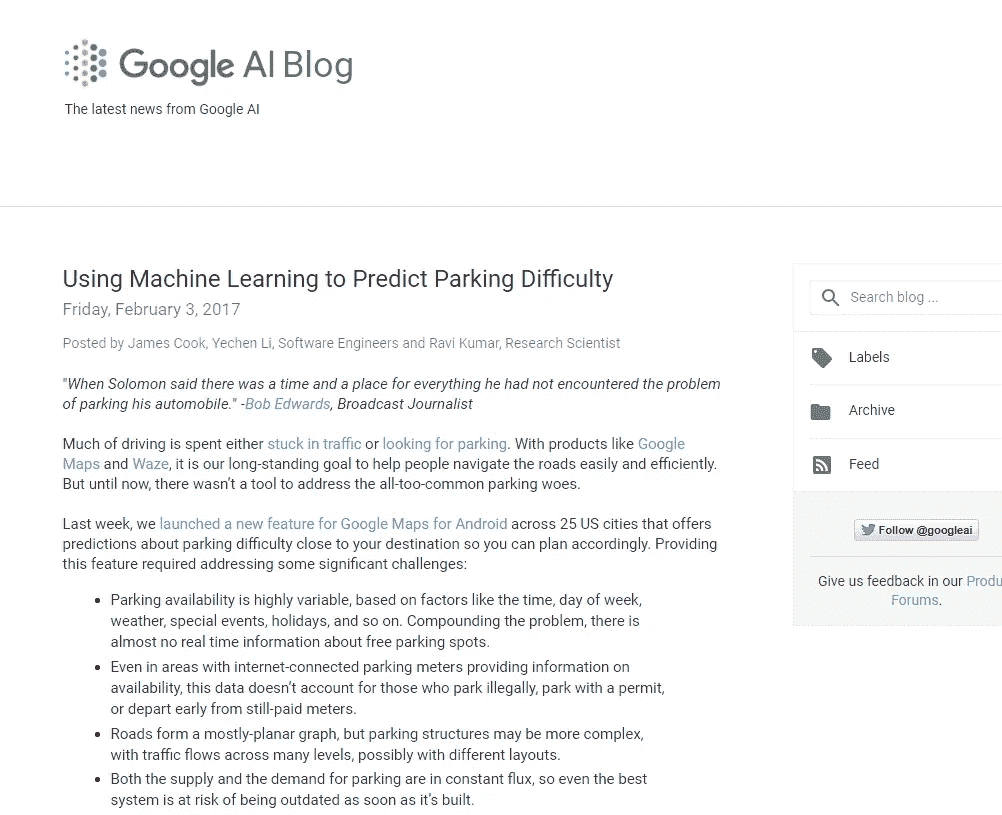 Google AI Blog
The latest news from Google AI
Using Machine Learning to Predict Parking Difficulty
Friday, February 3, 2017
Posted by James Cook, Yechen Li, Software Engineers and Ravi Kumar, Research Scientist
"When Solomon said there was a time and a place for everything he had not encountered the problem
of parking his automobile." -Bob Edwards, Broadcast Journalist
Much of driving is spent either stuck in traffic or looking for parking. With products like Google
Maps and Waze, it is our long-standing goal to help people navigate the roads easily and efficiently.
But until now, there wasn’t a tool to address the all-too-common parking woes.
Last week, we launched a new feature for Google Maps for Android across 25 US cities that offers
predictions about parking difficulty close to your destination so you can plan accordingly. Providing
this feature required addressing some significant challenges:
• Parking availability is highly variable, based on factors like the time, day of week,
weather, special events, holidays, and so on. Compounding the problem, there is
almost no real time information about free parking spots.
• Even in areas with internet-connected parking meters providing information on
availability, this data doesn’t account for those who park illegally, park with a permit,
or depart early from still-paid meters.
• Roads form a mostly-planar graph, but parking structures may be more complex,
with traffic flows across many levels, possibly with different layouts.
• Both the supply and the demand for parking are in constant flux, so even the best
system is at risk of being outdated as soon as it’s built.
Search blog ...
Labels
Archive
Feed
Follow @googleai
Give us feedback in our Produ
Forums.